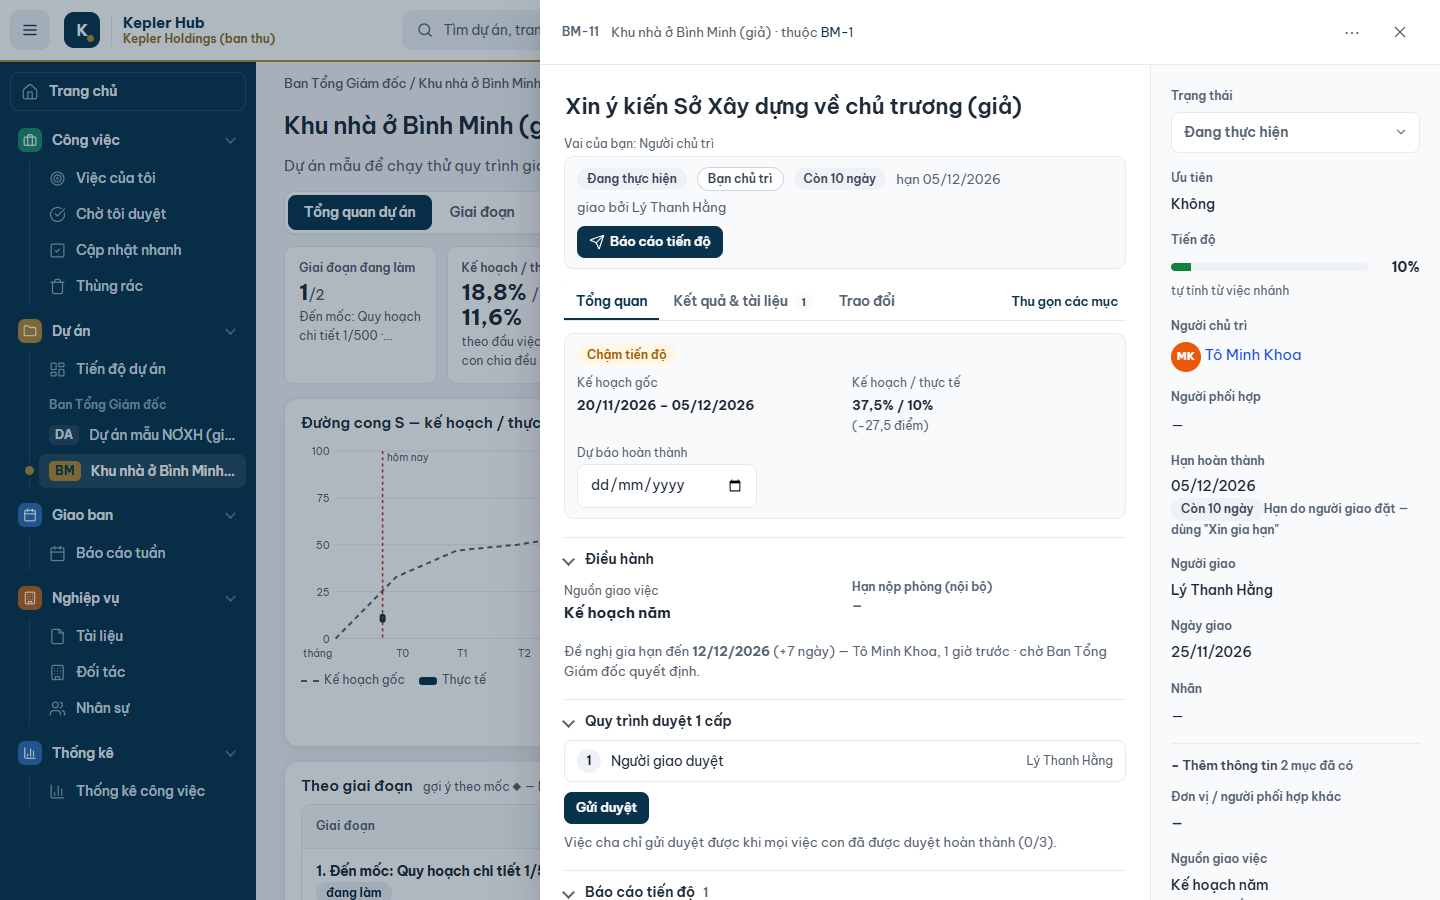 Kepler Hub
Kepler Holdings (ban thu)
Tìm dự án, tran
Trang chủ
Công việc
Việc của tôi
Chờ tôi duyệt
Cập nhật nhanh
Thùng rác
Dự án
Tiến độ dự án
Ban Tổng Giám đốc
DA Dự án mẫu NƠXH (gi...
BM Khu nhà ở Bình Minh...
Giao ban
Báo cáo tuần
Nghiệp vụ
Tài liệu
Đối tác
Nhân sự
Thống kê
Thống kê công việc
Ban Tổng Giám đốc / Khu nhà ở Bình Minh
Khu nhà ở Bình Minh (g
Dự án mẫu để chạy thử quy trình gia
Tổng quan dự án
Giai đoạn
Giai đoạn đang làm
1/2
Đến mốc: Quy hoạch
chi tiết 1/500 ·...
Kế hoạch / th
18,8% /
11,6%
theo đầu việc
con chia đều
Đường cong S — kế hoạch / thực
100
75
50
25
0
hôm nay
tháng T0 T1 T2
Kế hoạch gốc
Thực tế
Theo giai đoạn gợi ý theo mốc ◆ —
Giai đoạn
1. Đến mốc: Quy hoạch chi tiết 1/5
đang làm
BM-11 Khu nhà ở Bình Minh (giả) · thuộc BM-1
Xin ý kiến Sở Xây dựng về chủ trương (giả)
Vai của bạn: Người chủ trì
Đang thực hiện Bạn chủ trì Còn 10 ngày hạn 05/12/2026
giao bởi Lý Thanh Hằng
Báo cáo tiến độ
Tổng quan
Kết quả & tài liệu 1
Trao đổi
Thu gọn các mục
Chậm tiến độ
Kế hoạch gốc
20/11/2026 – 05/12/2026
Kế hoạch / thực tế
37,5% / 10%
(-27,5 điểm)
Dự báo hoàn thành
dd/mm/yyyy
Điều hành
Nguồn giao việc
Kế hoạch năm
Hạn nộp phòng (nội bộ)
—
Đề nghị gia hạn đến 12/12/2026 (+7 ngày) — Tô Minh Khoa, 1 giờ trước · chờ Ban Tổng
Giám đốc quyết định.
Quy trình duyệt 1 cấp
1 Người giao duyệt Lý Thanh Hằng
Gửi duyệt
Việc cha chỉ gửi duyệt được khi mọi việc con đã được duyệt hoàn thành (0/3).
Báo cáo tiến độ 1
Trạng thái
Đang thực hiện
Ưu tiên
Không
Tiến độ
10%
tự tính từ việc nhánh
Người chủ trì
MK Tô Minh Khoa
Người phối hợp
—
Hạn hoàn thành
05/12/2026
Còn 10 ngày Hạn do người giao đặt —
dùng "Xin gia hạn"
Người giao
Lý Thanh Hằng
Ngày giao
25/11/2026
Nhãn
—
– Thêm thông tin 2 mục đã có
Đơn vị / người phối hợp khác
—
Nguồn giao việc
Kế hoạch năm